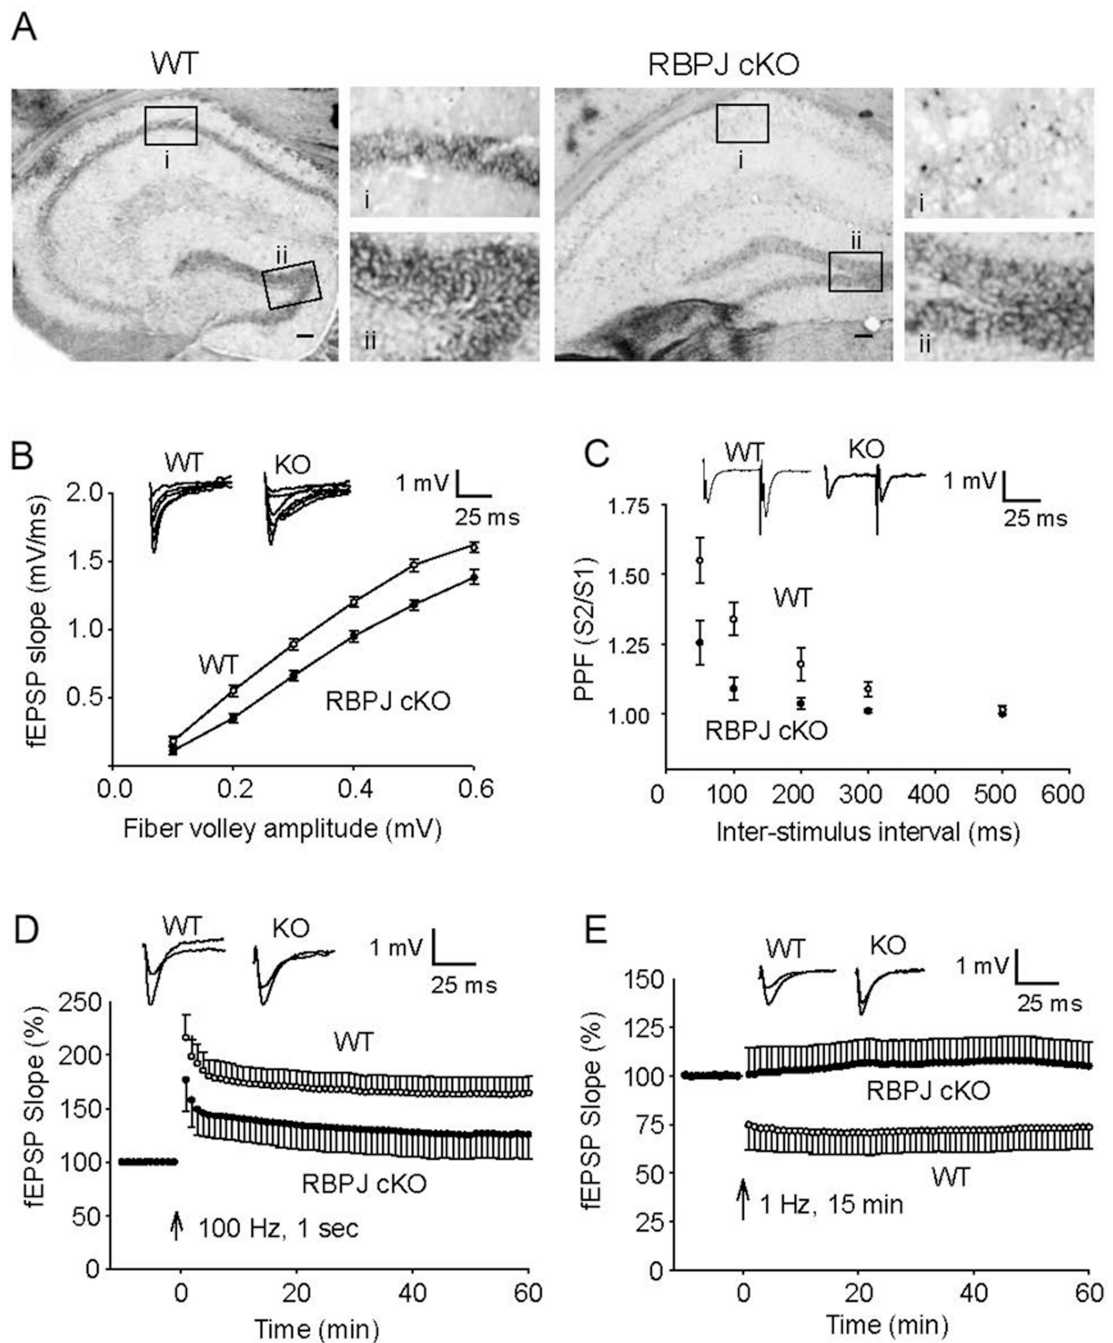 A
WT
RBPJ cKO
i
ii
i
ii
i
ii
i
ii
B
WT
KO
1 mV
25 ms
2.0
1.5
1.0
0.5
fEPSP slope (mV/ms)
WT
RBPJ cKO
0.0
0.2
0.4
0.6
Fiber volley amplitude (mV)
C
WT
KO
1 mV
25 ms
1.75
1.50
1.25
1.00
PPF (S2/S1)
WT
RBPJ cKO
0
100
200
300
400
500
600
Inter-stimulus interval (ms)
D
WT
KO
1 mV
25 ms
250
200
150
100
50
0
fEPSP Slope (%)
WT
RBPJ cKO
100 Hz, 1 sec
0
20
40
60
Time (min)
E
WT
KO
1 mV
25 ms
150
125
100
75
50
25
0
fEPSP Slope (%)
RBPJ cKO
WT
1 Hz, 15 min
0
20
40
60
Time (min)